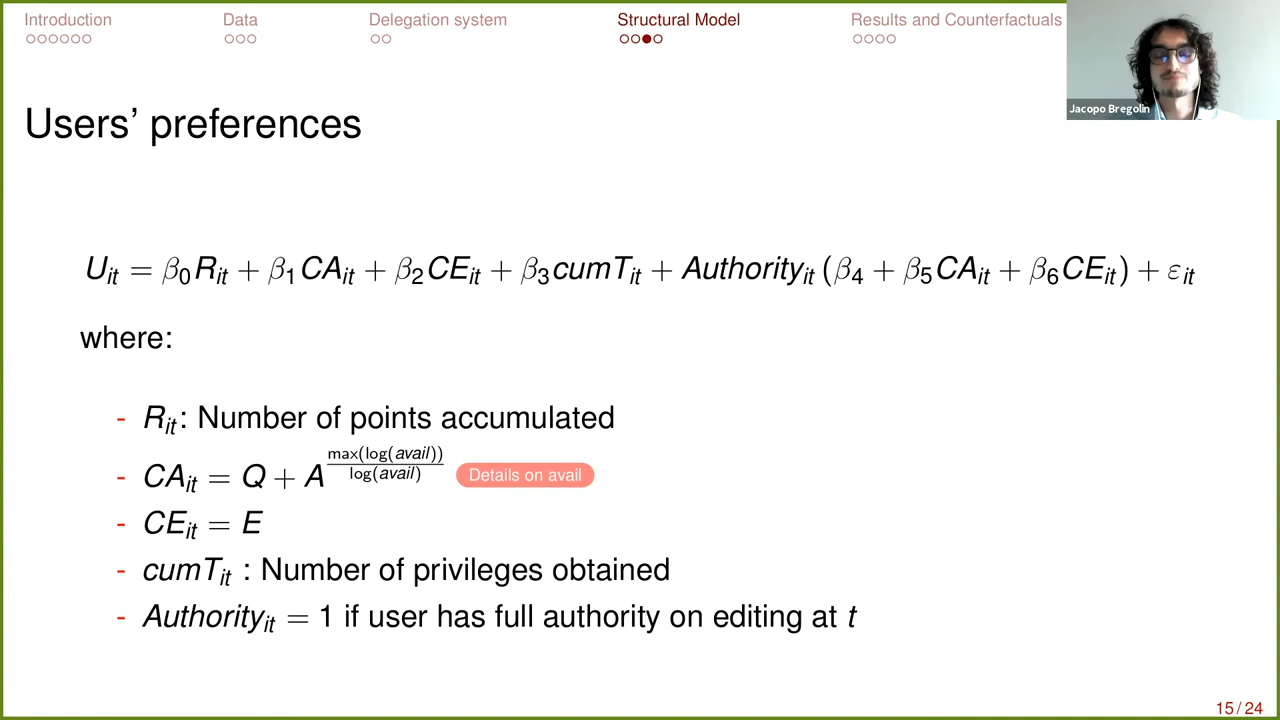 Introduction Data Delegation system Structural Model Results and Counterfactuals
Jacopo Bregolin
Users’ preferences
U_it = β_0 R_it + β_1 CA_it + β_2 CE_it + β_3 cumT_it + Authority_it (β_4 + β_5 CA_it + β_6 CE_it) + ε_it
where:
- R_it: Number of points accumulated
- CA_it = Q + A^(max(log(avail))/log(avail)) Details on avail
- CE_it = E
- cumT_it : Number of privileges obtained
- Authority_it = 1 if user has full authority on editing at t
15 / 24